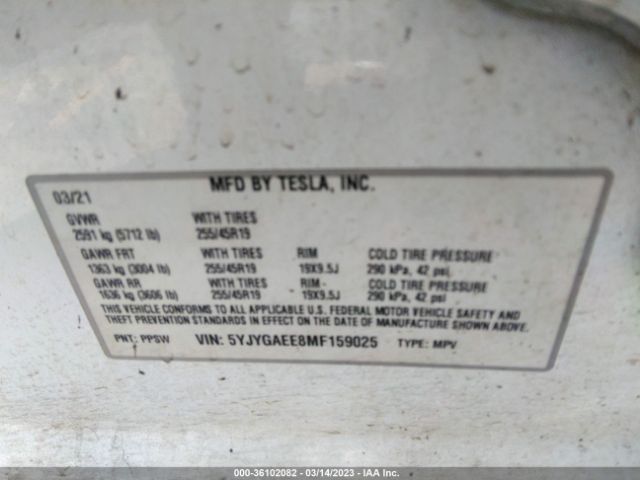 MFD BY TESLA, INC.
03/21
GVWR WITH TIRES
2591 kg (5712 lb) 255/45R19
GAWR FRT WITH TIRES RIM COLD TIRE PRESSURE
1363 kg (3004 lb) 255/45R19 19X9.5J 290 kPa, 42 psi
GAWR RR WITH TIRES RIM COLD TIRE PRESSURE
1636 kg (3606 lb) 255/45R19 19X9.5J 290 kPa, 42 psi
THIS VEHICLE CONFORMS TO ALL APPLICABLE U.S. FEDERAL MOTOR VEHICLE SAFETY AND
THEFT PREVENTION STANDARDS IN EFFECT ON THE DATE OF MANUFACTURE SHOWN ABOVE.
PNT: PPSW VIN: 5YJYGAEE8MF159025 TYPE: MPV
000-36102082 - 03/14/2023 - IAA Inc.